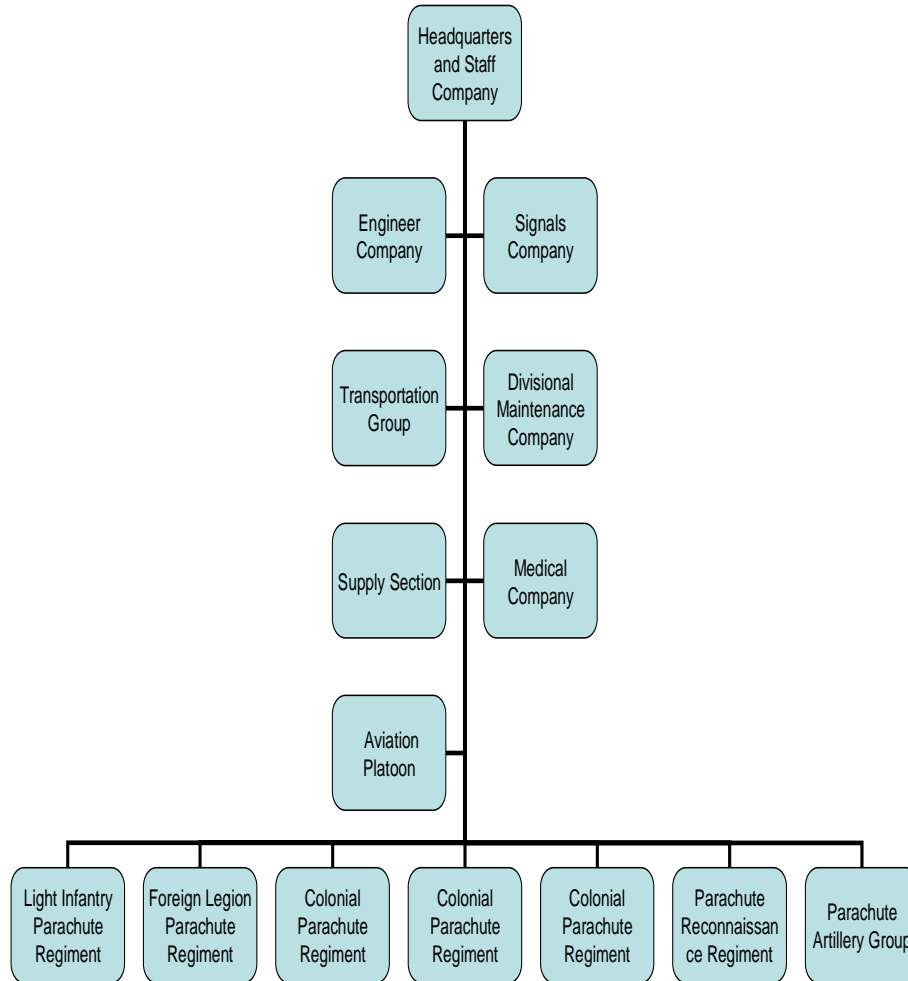 Headquarters
and Staff
Company
Engineer
Company
Signals
Company
Transportation
Group
Divisional
Maintenance
Company
Supply Section
Medical
Company
Aviation
Platoon
Light Infantry
Parachute
Regiment
Foreign Legion
Parachute
Regiment
Colonial
Parachute
Regiment
Colonial
Parachute
Regiment
Colonial
Parachute
Regiment
Parachute
Reconnaissan
ce Regiment
Parachute
Artillery Group